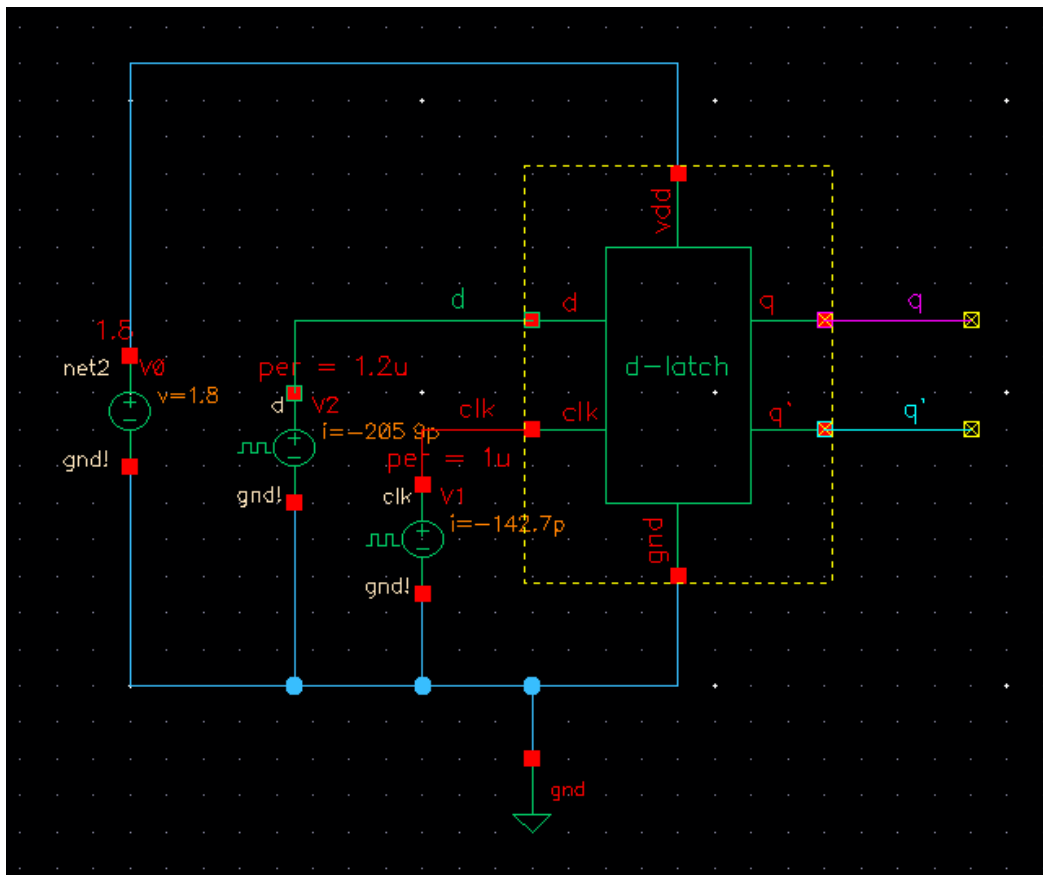 vdd
d
d
q
q
1.8
net2
V0
per = 1.2u
v=1.8
d
V2
d-latch
clk
clk
q'
q'
i=-205.9p
per = 1u
gnd!
clk
V1
gnd!
i=-142.7p
gnd
gnd!
gnd